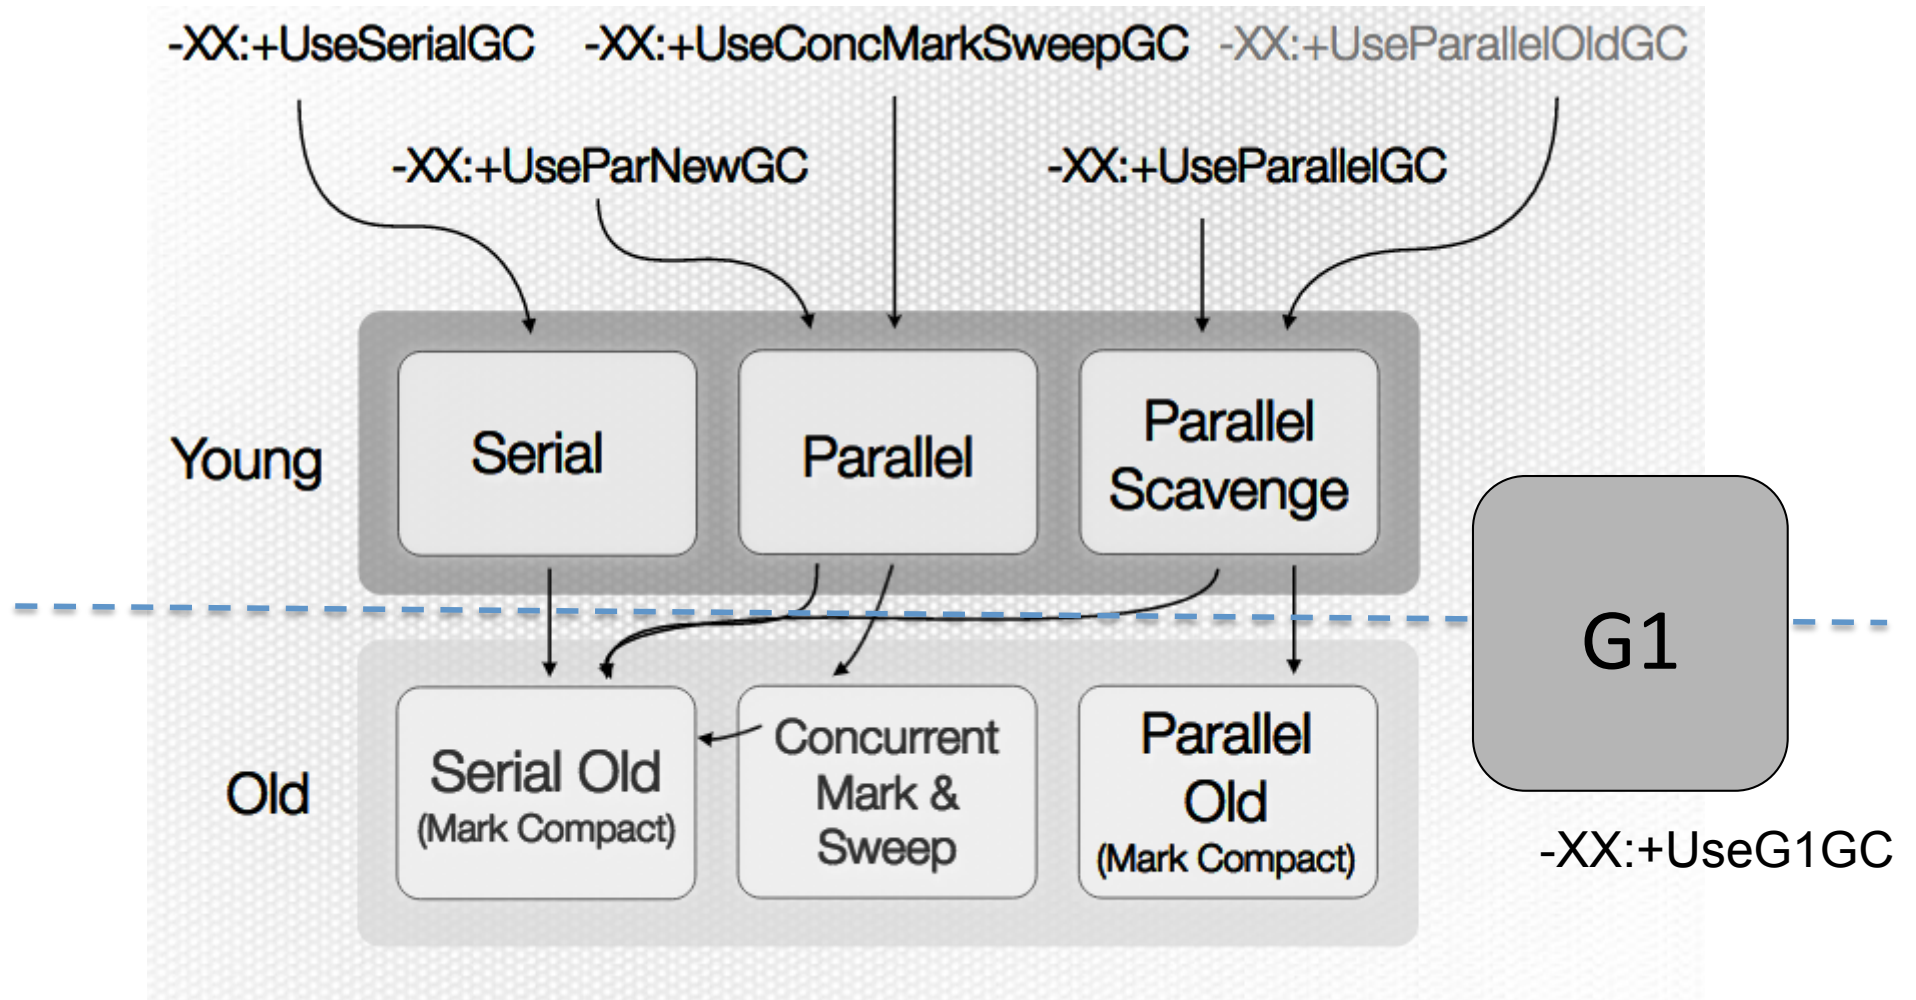 -XX:+UseSerialGC
-XX:+UseConcMarkSweepGC
-XX:+UseParallelOldGC
-XX:+UseParNewGC
-XX:+UseParallelGC
Young
Serial
Parallel
Parallel
Scavenge
G1
Old
Serial Old
(Mark Compact)
Concurrent
Mark &
Sweep
Parallel
Old
(Mark Compact)
-XX:+UseG1GC